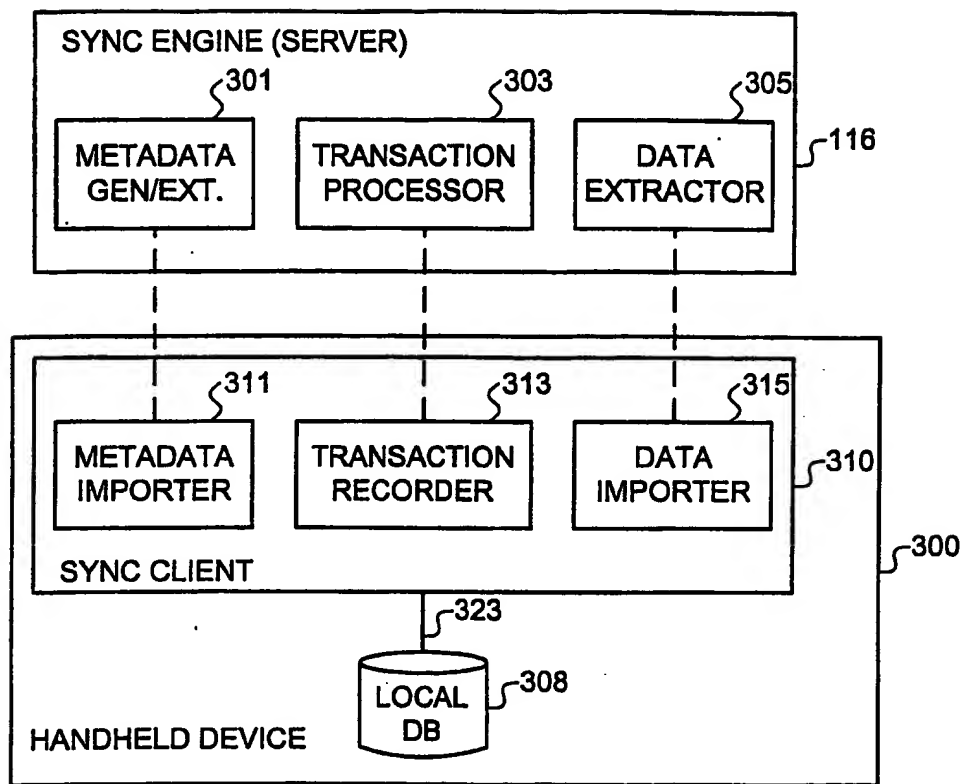 SYNC ENGINE (SERVER)
301
303
305
METADATA
GEN/EXT.
TRANSACTION
PROCESSOR
DATA
EXTRACTOR
116
311
313
315
METADATA
IMPORTER
TRANSACTION
RECORDER
DATA
IMPORTER
310
SYNC CLIENT
300
323
LOCAL
DB
308
HANDHELD DEVICE